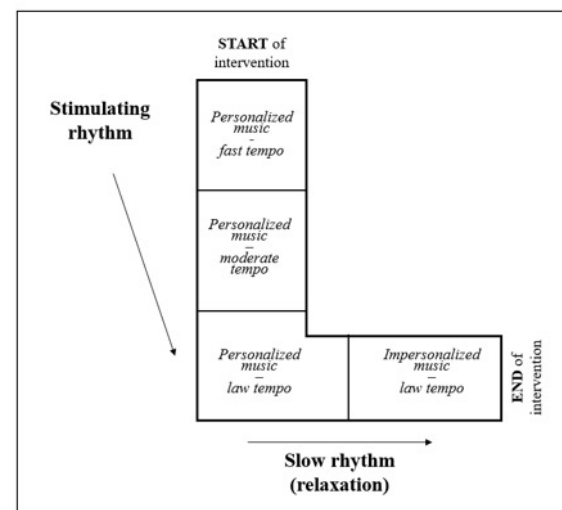 START of
intervention
Stimulating
rhythm
Personalized
music
-
fast tempo
Personalized
music
–
moderate
tempo
Personalized
music
–
law tempo
Impersonalized
music
–
law tempo
END of
intervention
Slow rhythm
(relaxation)